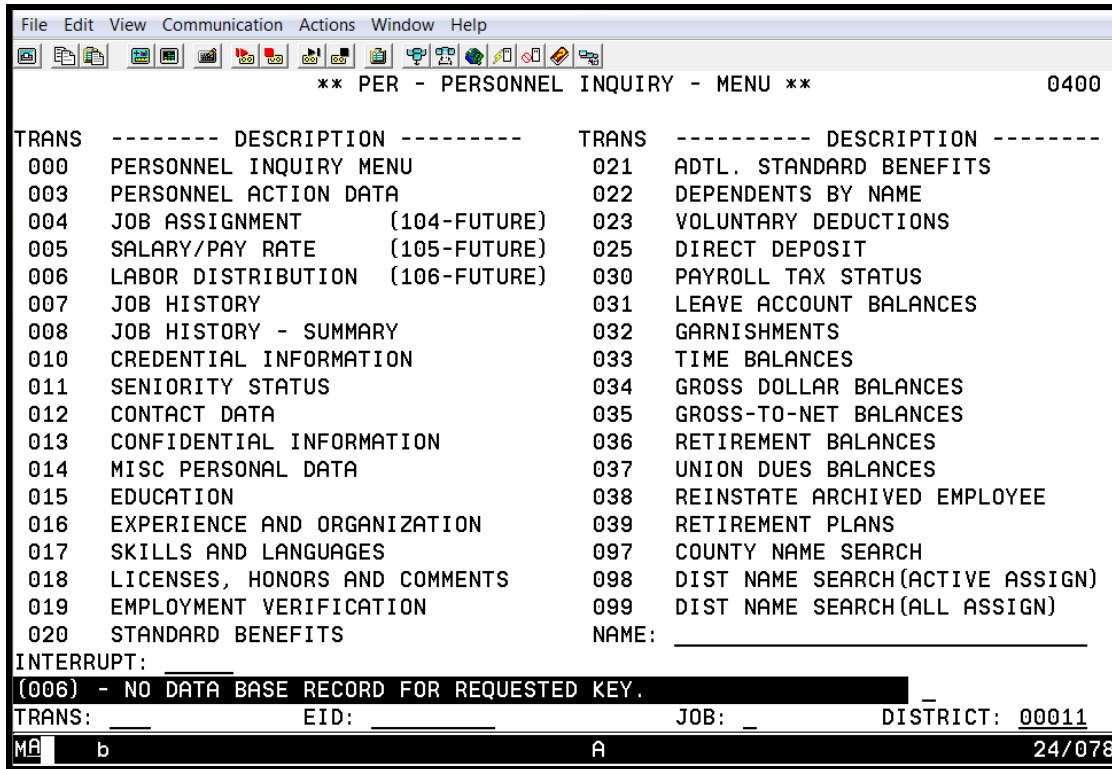 File Edit View Communication Actions Window Help
** PER - PERSONNEL INQUIRY - MENU ** 0400
TRANS -------- DESCRIPTION --------- TRANS ---------- DESCRIPTION --------
000 PERSONNEL INQUIRY MENU 021 ADTL. STANDARD BENEFITS
003 PERSONNEL ACTION DATA 022 DEPENDENTS BY NAME
004 JOB ASSIGNMENT (104-FUTURE) 023 VOLUNTARY DEDUCTIONS
005 SALARY/PAY RATE (105-FUTURE) 025 DIRECT DEPOSIT
006 LABOR DISTRIBUTION (106-FUTURE) 030 PAYROLL TAX STATUS
007 JOB HISTORY 031 LEAVE ACCOUNT BALANCES
008 JOB HISTORY - SUMMARY 032 GARNISHMENTS
010 CREDENTIAL INFORMATION 033 TIME BALANCES
011 SENIORITY STATUS 034 GROSS DOLLAR BALANCES
012 CONTACT DATA 035 GROSS-TO-NET BALANCES
013 CONFIDENTIAL INFORMATION 036 RETIREMENT BALANCES
014 MISC PERSONAL DATA 037 UNION DUES BALANCES
015 EDUCATION 038 REINSTATE ARCHIVED EMPLOYEE
016 EXPERIENCE AND ORGANIZATION 039 RETIREMENT PLANS
017 SKILLS AND LANGUAGES 097 COUNTY NAME SEARCH
018 LICENSES, HONORS AND COMMENTS 098 DIST NAME SEARCH(ACTIVE ASSIGN)
019 EMPLOYMENT VERIFICATION 099 DIST NAME SEARCH(ALL ASSIGN)
020 STANDARD BENEFITS NAME: ______________________________
INTERRUPT: _____
(006) - NO DATA BASE RECORD FOR REQUESTED KEY. _
TRANS: ___ EID: _________ JOB: _ DISTRICT: 00011
MA b A 24/078